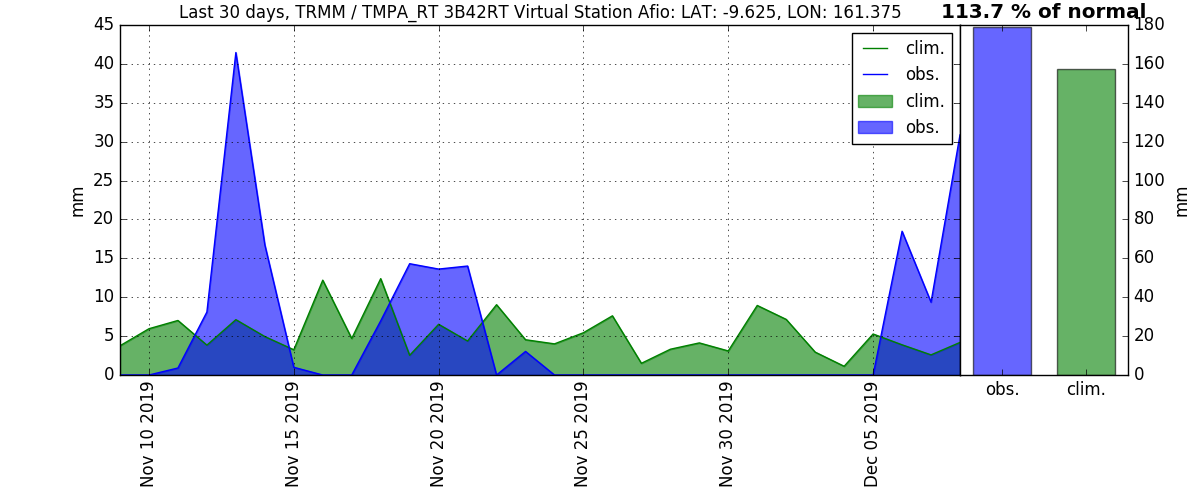 Last 30 days, TRMM / TMPA_RT 3B42RT Virtual Station Afio: LAT: -9.625, LON: 161.375
113.7 % of normal
45
40
35
30
25
20
15
10
5
0
mm
clim.
obs.
clim.
obs.
Nov 10 2019
Nov 15 2019
Nov 20 2019
Nov 25 2019
Nov 30 2019
Dec 05 2019
180
160
140
120
100
80
60
40
20
0
mm
obs.
clim.